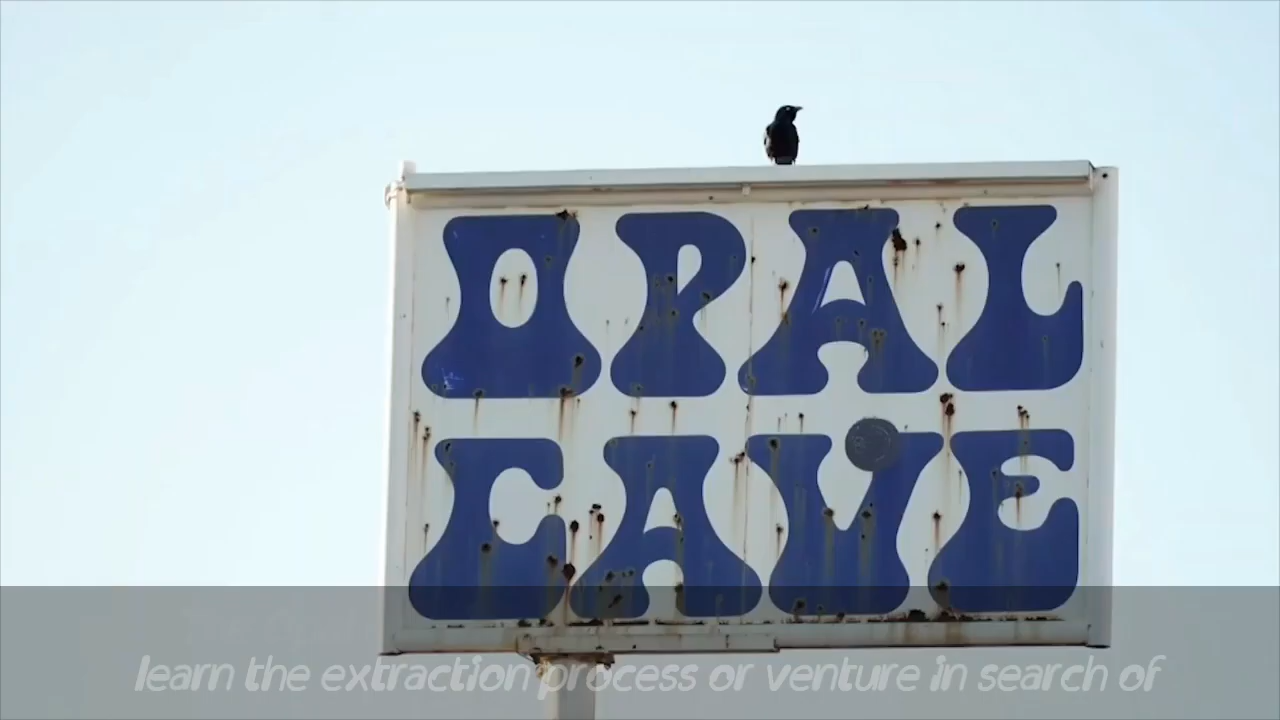 OPAL
CAVE
learn the extraction process or venture in search of